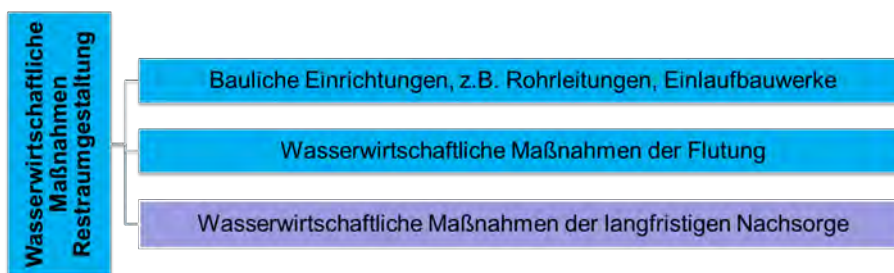 Wasserwirtschaftliche
Maßnahmen
Restraumgestaltung
Bauliche Einrichtungen, z.B. Rohrleitungen, Einlaufbauwerke
Wasserwirtschaftliche Maßnahmen der Flutung
Wasserwirtschaftliche Maßnahmen der langfristigen Nachsorge